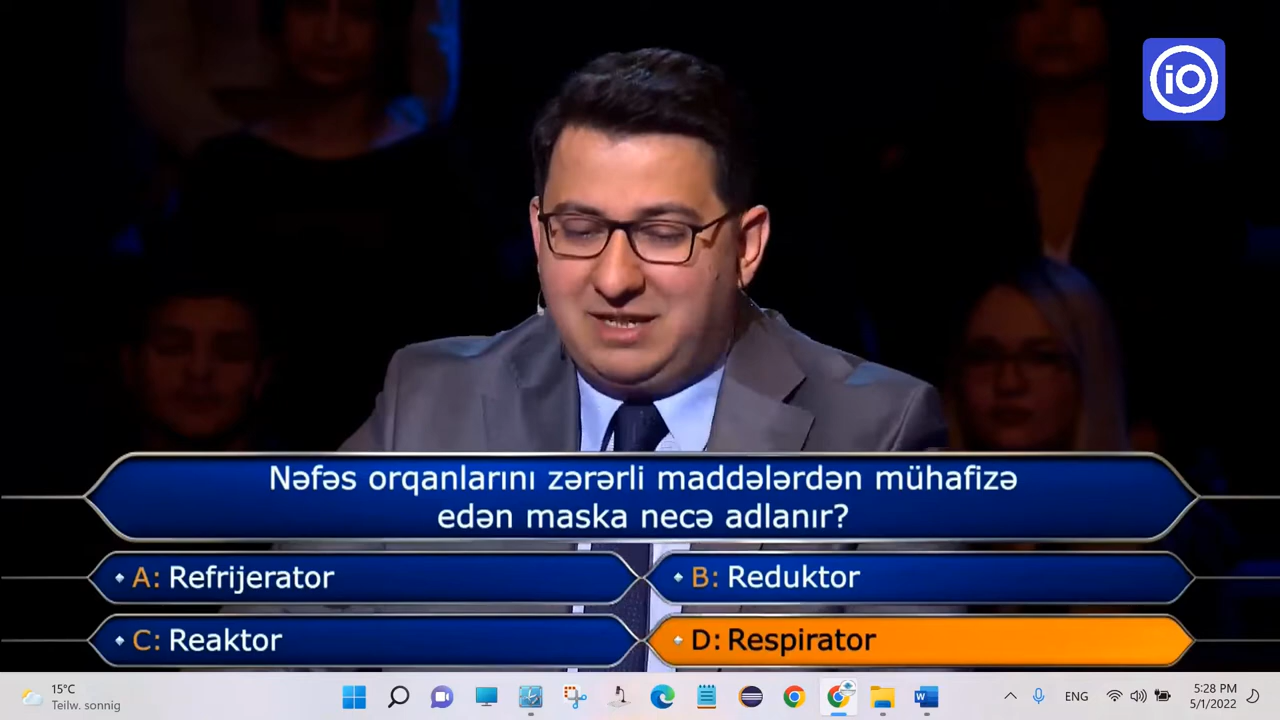 iO
Nəfəs orqanlarını zərərli maddələrdən mühafizə
edən maska necə adlanır?
A: Refrijerator
B: Reduktor
C: Reaktor
D: Respirator
15°C
Teilw. sonnig
W
ENG
5:28 PM
5/1/2022